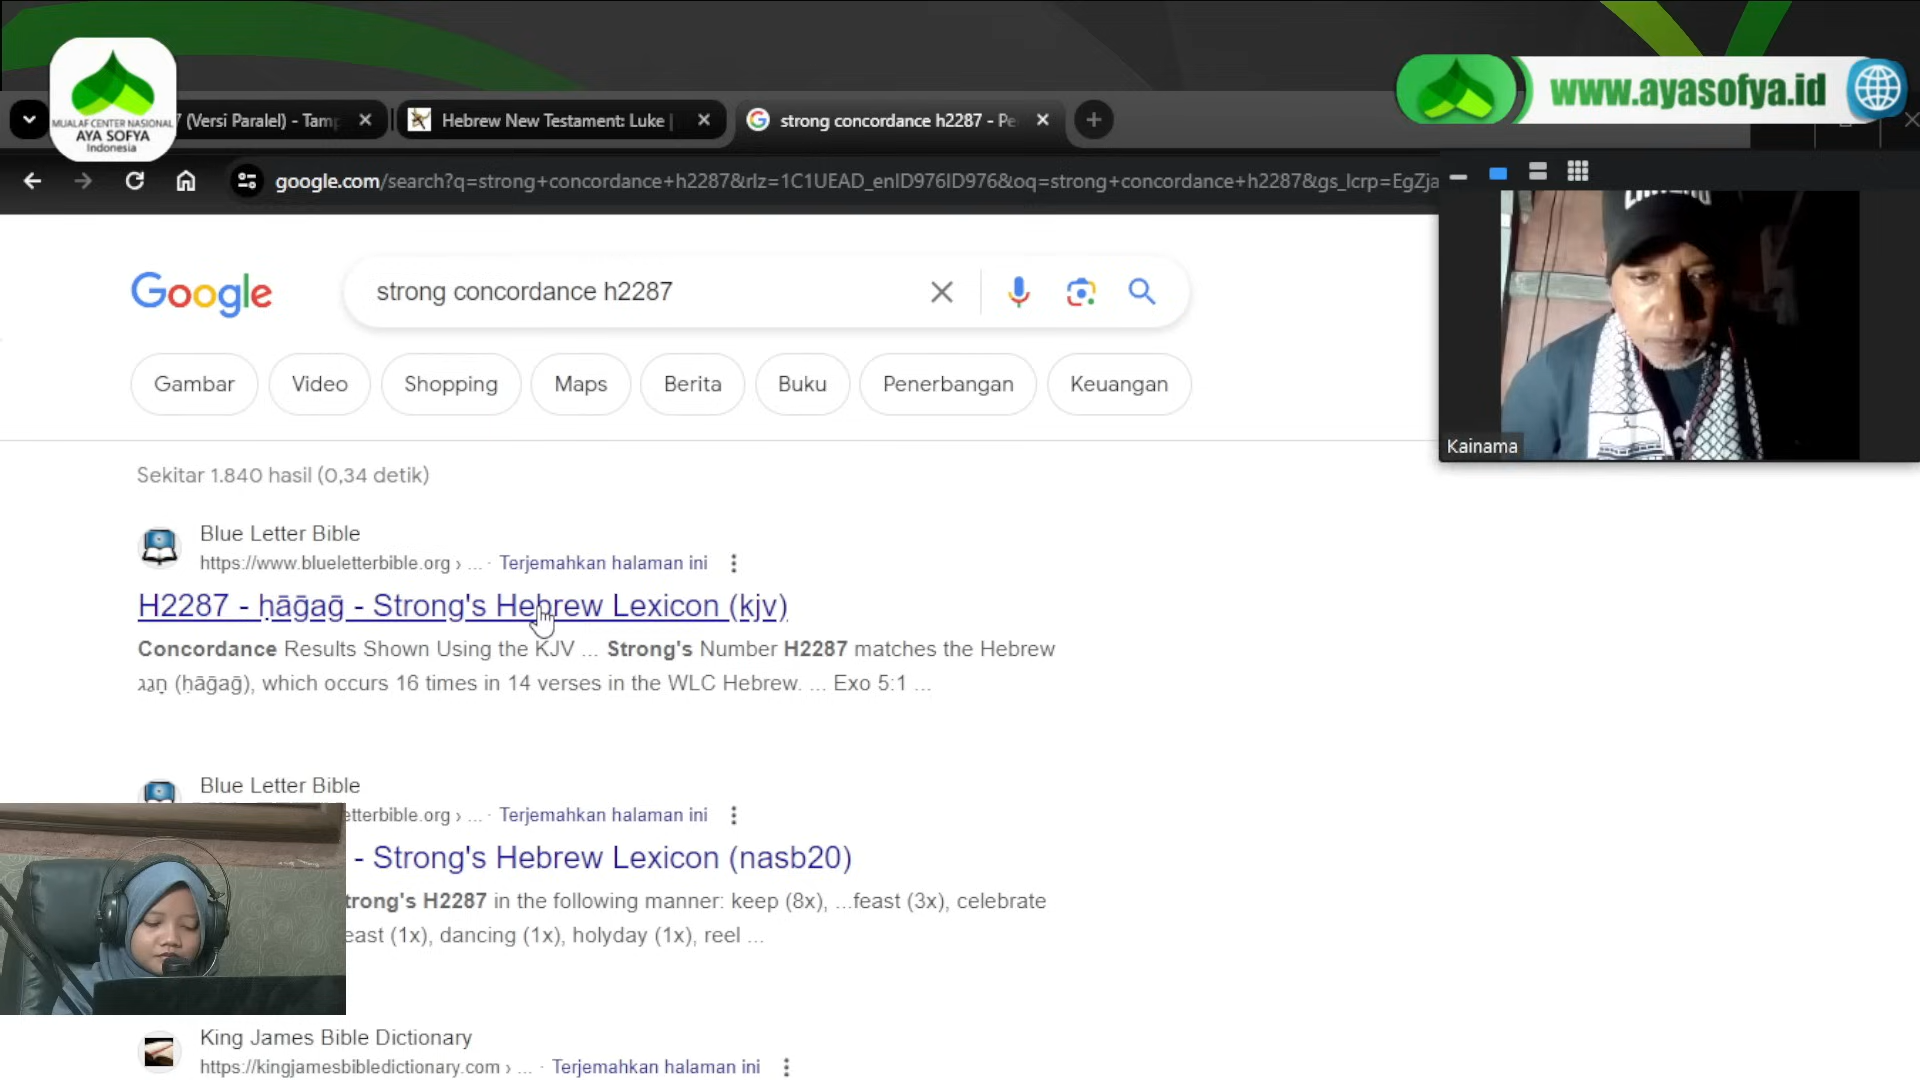 MUALAF CENTER NASIONAL
AYA SOFYA
Indonesia
www.ayasofya.id
7 (Versi Paralel) - Tamp
Hebrew New Testament: Luke |
strong concordance h2287 - Pe
google.com/search?q=strong+concordance+h2287&rlz=1C1UEAD_enID976ID976&oq=strong+concordance+h2287&gs_lcrp=EgZja
Google
strong concordance h2287
Gambar
Video
Shopping
Maps
Berita
Buku
Penerbangan
Keuangan
Kainama
Sekitar 1.840 hasil (0,34 detik)
Blue Letter Bible
https://www.blueletterbible.org › ... · Terjemahkan halaman ini
H2287 - ḥāḡaḡ - Strong's Hebrew Lexicon (kjv)
Concordance Results Shown Using the KJV ... Strong's Number H2287 matches the Hebrew
חָגַג (ḥāḡaḡ), which occurs 16 times in 14 verses in the WLC Hebrew. ... Exo 5:1 ...
Blue Letter Bible
etterbible.org › ... · Terjemahkan halaman ini
- Strong's Hebrew Lexicon (nasb20)
trong's H2287 in the following manner: keep (8x), ...feast (3x), celebrate
east (1x), dancing (1x), holyday (1x), reel ...
King James Bible Dictionary
https://kingjamesbibledictionary.com › ... · Terjemahkan halaman ini